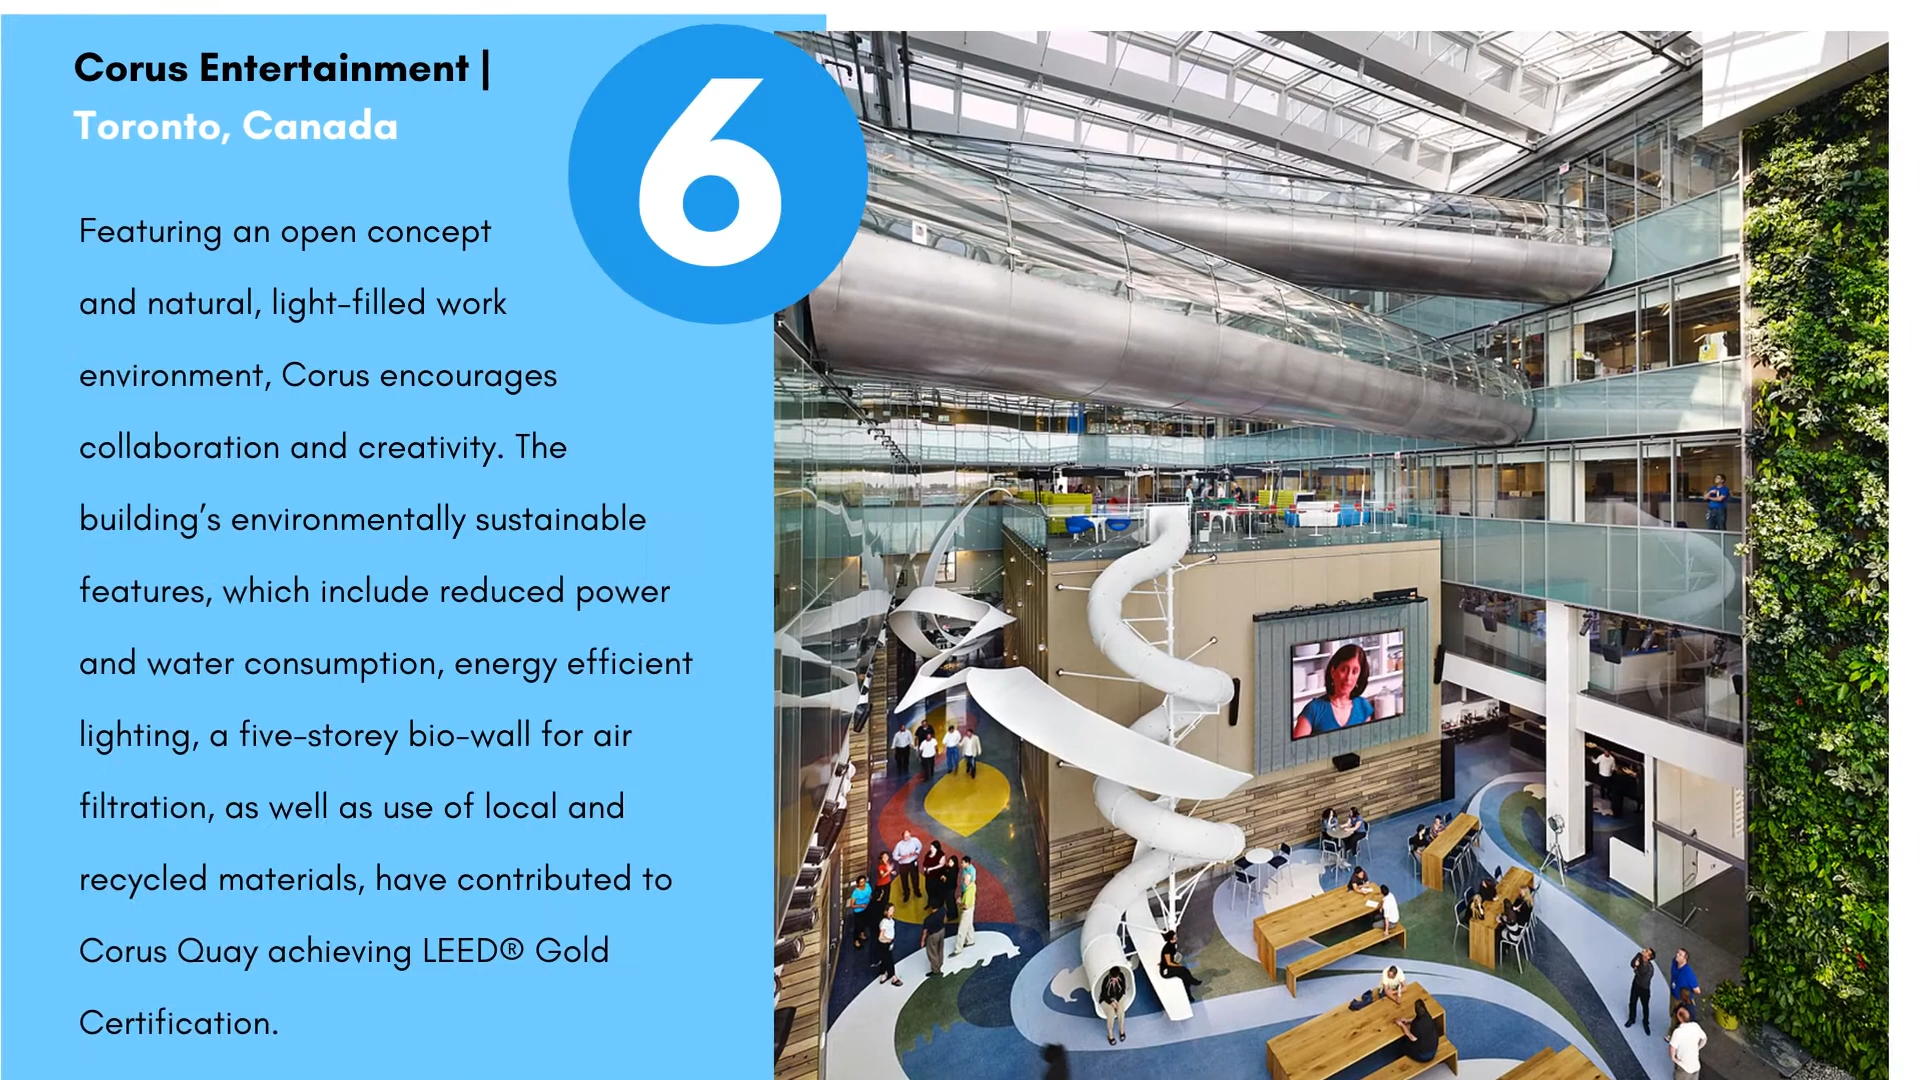 Corus Entertainment |
Toronto, Canada
6
Featuring an open concept
and natural, light-filled work
environment, Corus encourages
collaboration and creativity. The
building’s environmentally sustainable
features, which include reduced power
and water consumption, energy efficient
lighting, a five-storey bio-wall for air
filtration, as well as use of local and
recycled materials, have contributed to
Corus Quay achieving LEED® Gold
Certification.